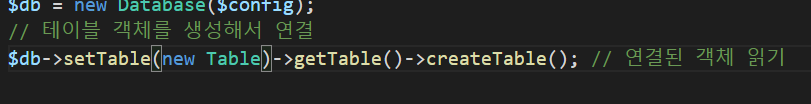 $db = new Database($config);
// 테이블 객체를 생성해서 연결
$db->setTable(new Table)->getTable()->createTable(); // 연결된 객체 읽기